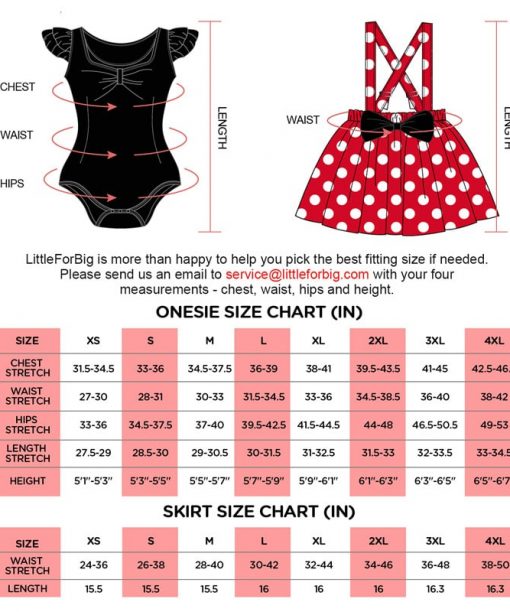 CHEST
WAIST
HIPS
LENGTH
WAIST
LENGTH
LittleForBig is more than happy to help you pick the best fitting size if needed.
Please send us an email to service@littleforbig.com with your four
measurements - chest, waist, hips and height.
ONESIE SIZE CHART (IN)
SIZE XS S M L XL 2XL 3XL 4XL
CHEST STRETCH 31.5-34.5 33-36 34.5-37.5 36-39 38-41 39.5-43.5 41-45 42.5-46.
WAIST STRETCH 27-30 28-31 30-33 31.5-34.5 33-36 34.5-38.5 36-40 38-42
HIPS STRETCH 33-36 34.5-37.5 37-40 39.5-42.5 41.5-44.5 44-48 46.5-50.5 49-53
LENGTH STRETCH 27.5-29 28.5-30 29-30.5 30-31.5 31-32.5 31.5-33 32-33.5 33-34.
HEIGHT 5'1''-5'3'' 5'3''-5'5'' 5'5''-5'7'' 5'7''-5'9'' 5'9''-6'1'' 6'1''-6'3'' 6'3''-6'5'' 6'5''-6'7'
SKIRT SIZE CHART (IN)
SIZE XS S M L XL 2XL 3XL 4XL
WAIST STRETCH 24-36 26-38 28-40 30-42 32-44 34-46 36-48 38-50
LENGTH 15.5 15.5 15.5 16 16 16 16.3 16.3